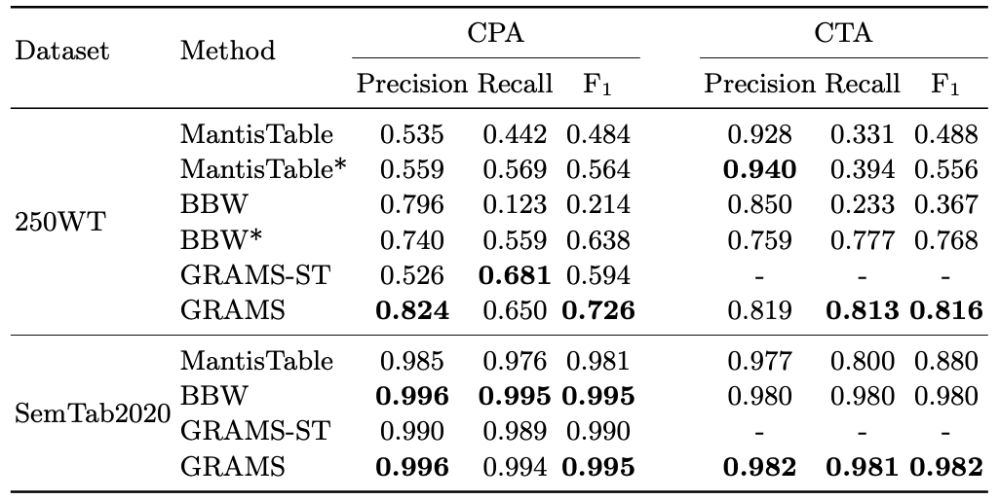 Dataset Method CPA CTA
Precision Recall F₁ Precision Recall F₁
250WT
MantisTable 0.535 0.442 0.484 0.928 0.331 0.488
MantisTable* 0.559 0.569 0.564 0.940 0.394 0.556
BBW 0.796 0.123 0.214 0.850 0.233 0.367
BBW* 0.740 0.559 0.638 0.759 0.777 0.768
GRAMS-ST 0.526 0.681 0.594 - - -
GRAMS 0.824 0.650 0.726 0.819 0.813 0.816
SemTab2020
MantisTable 0.985 0.976 0.981 0.977 0.800 0.880
BBW 0.996 0.995 0.995 0.980 0.980 0.980
GRAMS-ST 0.990 0.989 0.990 - - -
GRAMS 0.996 0.994 0.995 0.982 0.981 0.982